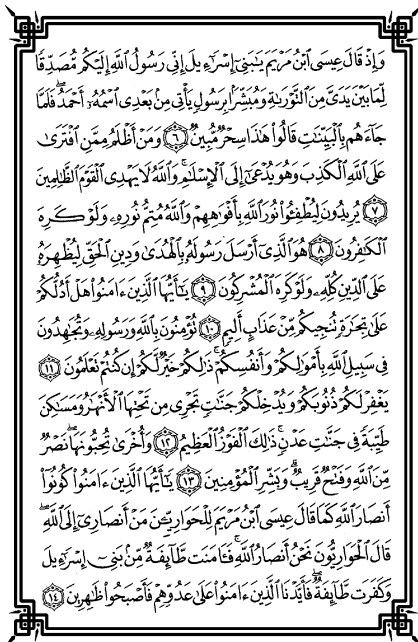 وَإِذْ قَالَ عِيسَى ٱبْنُ مَرْيَمَ يَـٰبَنِىٓ إِسْرَٰٓءِيلَ إِنِّى رَسُولُ ٱللَّهِ إِلَيْكُم مُّصَدِّقًا
لِّمَا بَيْنَ يَدَىَّ مِنَ ٱلتَّوْرَىٰةِ وَمُبَشِّرًۢا بِرَسُولٍ يَأْتِى مِنۢ بَعْدِى ٱسْمُهُۥٓ أَحْمَدُ ۖ فَلَمَّا
جَآءَهُم بِٱلْبَيِّنَـٰتِ قَالُوا۟ هَـٰذَا سِحْرٌ مُّبِينٌ ﴿٦﴾ وَمَنْ أَظْلَمُ مِمَّنِ ٱفْتَرَىٰ
عَلَى ٱللَّهِ ٱلْكَذِبَ وَهُوَ يُدْعَىٰٓ إِلَى ٱلْإِسْلَـٰمِ ۚ وَٱللَّهُ لَا يَهْدِى ٱلْقَوْمَ ٱلظَّـٰلِمِينَ
﴿٧﴾ يُرِيدُونَ لِيُطْفِـُٔوا۟ نُورَ ٱللَّهِ بِأَفْوَٰهِهِمْ وَٱللَّهُ مُتِمُّ نُورِهِۦ وَلَوْ كَرِهَ
ٱلْكَـٰفِرُونَ ﴿٨﴾ هُوَ ٱلَّذِىٓ أَرْسَلَ رَسُولَهُۥ بِٱلْهُدَىٰ وَدِينِ ٱلْحَقِّ لِيُظْهِرَهُۥ
عَلَى ٱلدِّينِ كُلِّهِۦ وَلَوْ كَرِهَ ٱلْمُشْرِكُونَ ﴿٩﴾ يَـٰٓأَيُّهَا ٱلَّذِينَ ءَامَنُوا۟ هَلْ أَدُلُّكُمْ
عَلَىٰ تِجَـٰرَةٍ تُنجِيكُم مِّنْ عَذَابٍ أَلِيمٍ ﴿١٠﴾ تُؤْمِنُونَ بِٱللَّهِ وَرَسُولِهِۦ وَتُجَـٰهِدُونَ
فِى سَبِيلِ ٱللَّهِ بِأَمْوَٰلِكُمْ وَأَنفُسِكُمْ ۚ ذَٰلِكُمْ خَيْرٌ لَّكُمْ إِن كُنتُمْ تَعْلَمُونَ ﴿١١﴾
يَغْفِرْ لَكُمْ ذُنُوبَكُمْ وَيُدْخِلْكُمْ جَنَّـٰتٍ تَجْرِى مِن تَحْتِهَا ٱلْأَنْهَـٰرُ وَمَسَـٰكِنَ
طَيِّبَةً فِى جَنَّـٰتِ عَدْنٍ ۚ ذَٰلِكَ ٱلْفَوْزُ ٱلْعَظِيمُ ﴿١٢﴾ وَأُخْرَىٰ تُحِبُّونَهَا ۖ نَصْرٌ
مِّنَ ٱللَّهِ وَفَتْحٌ قَرِيبٌ ۗ وَبَشِّرِ ٱلْمُؤْمِنِينَ ﴿١٣﴾ يَـٰٓأَيُّهَا ٱلَّذِينَ ءَامَنُوا۟ كُونُوٓا۟
أَنصَارَ ٱللَّهِ كَمَا قَالَ عِيسَى ٱبْنُ مَرْيَمَ لِلْحَوَارِيِّـۧنَ مَنْ أَنصَارِىٓ إِلَى ٱللَّهِ ۖ
قَالَ ٱلْحَوَارِيُّونَ نَحْنُ أَنصَارُ ٱللَّهِ ۖ فَـَٔامَنَت طَّآئِفَةٌ مِّنۢ بَنِىٓ إِسْرَٰٓءِيلَ
وَكَفَرَت طَّآئِفَةٌ ۖ فَأَيَّدْنَا ٱلَّذِينَ ءَامَنُوا۟ عَلَىٰ عَدُوِّهِمْ فَأَصْبَحُوا۟ ظَـٰهِرِينَ ﴿١٤﴾